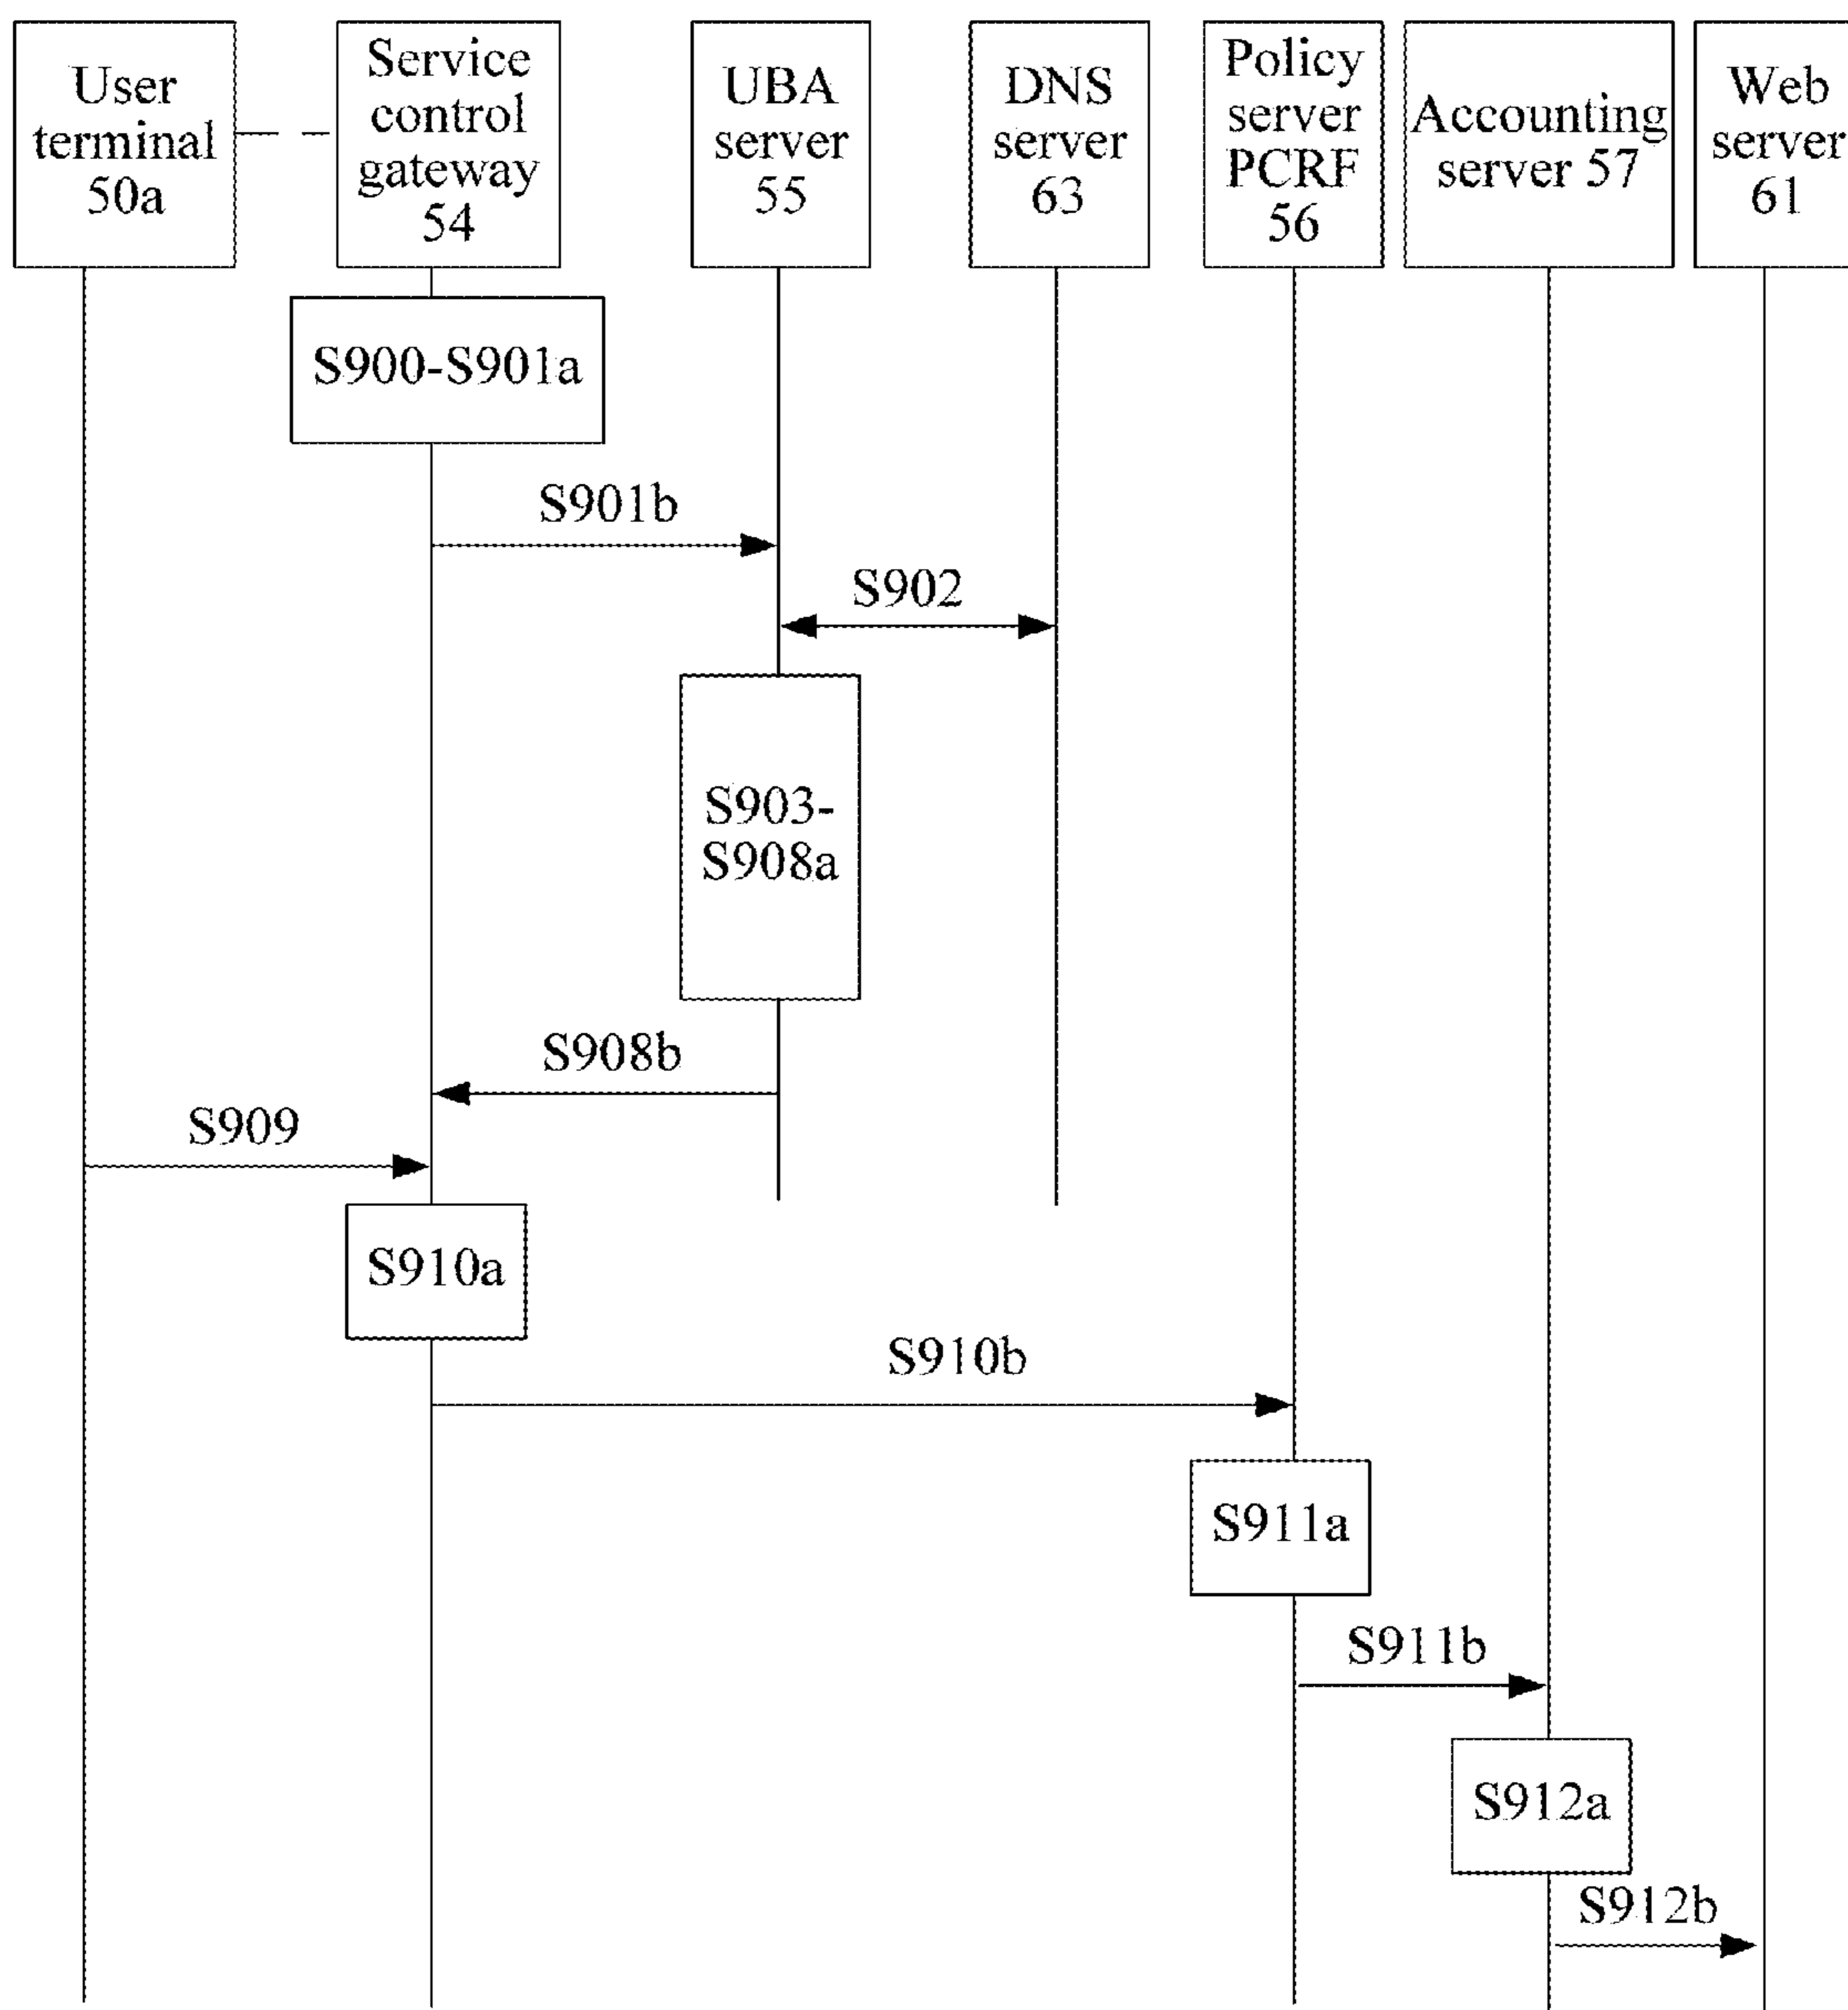 User
terminal
50a
Service
control
gateway
54
UBA
server
55
DNS
server
63
Policy
server
PCRF
56
Accounting
server 57
Web
server
61
S900-S901a
S901b
S902
S903-
S908a
S908b
S909
S910a
S910b
S911a
S911b
S912a
S912b